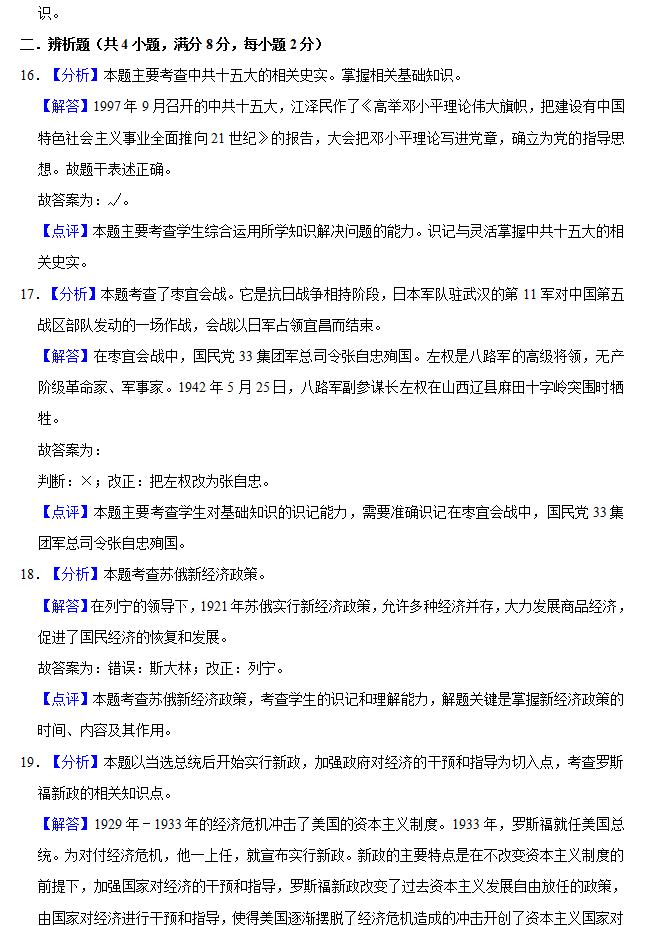 识。
二．辨析题（共 4 小题，满分 8 分，每小题 2 分）
16．【分析】本题主要考查中共十五大的相关史实。掌握相关基础知识。
【解答】1997 年 9 月召开的中共十五大，江泽民作了《高举邓小平理论伟大旗帜，把建设有中国
特色社会主义事业全面推向 21 世纪》的报告，大会把邓小平理论写进党章，确立为党的指导思
想。故题干表述正确。
故答案为：√。
【点评】本题主要考查学生综合运用所学知识解决问题的能力。识记与灵活掌握中共十五大的相
关史实。
17．【分析】本题考查了枣宜会战。它是抗日战争相持阶段，日本军队驻武汉的第 11 军对中国第五
战区部队发动的一场作战，会战以日军占领宜昌而结束。
【解答】在枣宜会战中，国民党 33 集团军总司令张自忠殉国。左权是八路军的高级将领，无产
阶级革命家、军事家。1942 年 5 月 25 日，八路军副参谋长左权在山西辽县麻田十字岭突围时牺
牲。
故答案为：
判断：×；改正：把左权改为张自忠。
【点评】本题主要考查学生对基础知识的识记能力，需要准确识记在枣宜会战中，国民党 33 集
团军总司令张自忠殉国。
18．【分析】本题考查苏俄新经济政策。
【解答】在列宁的领导下，1921 年苏俄实行新经济政策，允许多种经济并存，大力发展商品经济，
促进了国民经济的恢复和发展。
故答案为：错误：斯大林；改正：列宁。
【点评】本题考查苏俄新经济政策，考查学生的识记和理解能力，解题关键是掌握新经济政策的
时间、内容及其作用。
19．【分析】本题以当选总统后开始实行新政，加强政府对经济的干预和指导为切入点，考查罗斯
福新政的相关知识点。
【解答】1929 年﹣1933 年的经济危机冲击了美国的资本主义制度。1933 年，罗斯福就任美国总
统。为对付经济危机，他一上任，就宣布实行新政。新政的主要特点是在不改变资本主义制度的
前提下，加强国家对经济的干预和指导，罗斯福新政改变了过去资本主义发展自由放任的政策，
由国家对经济进行干预和指导，使得美国逐渐摆脱了经济危机造成的冲击开创了资本主义国家对